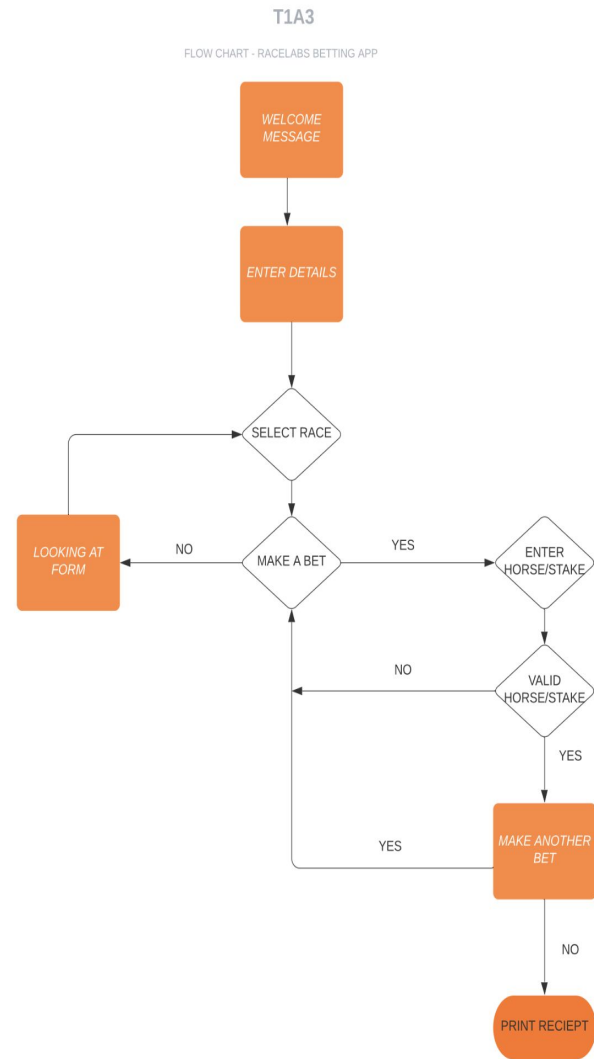 T1A3
FLOW CHART - RACELABS BETTING APP
WELCOME
MESSAGE
ENTER DETAILS
SELECT RACE
LOOKING AT
FORM
NO
MAKE A BET
YES
ENTER
HORSE/STAKE
NO
VALID
HORSE/STAKE
YES
YES
MAKE ANOTHER
BET
NO
PRINT RECIEPT